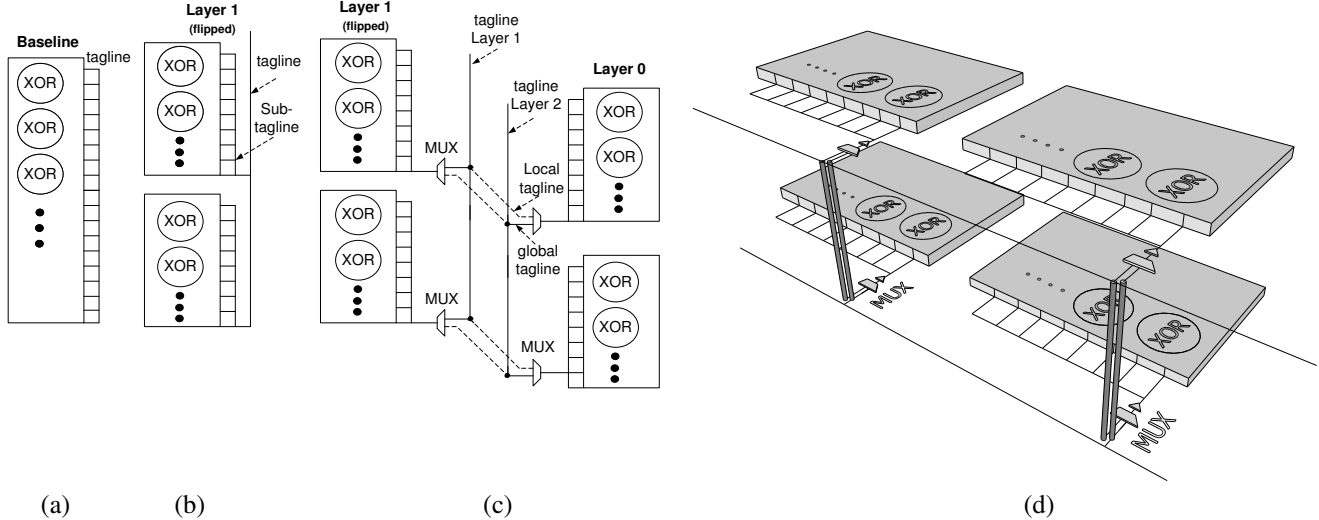 Baseline
tagline
XOR
XOR
XOR
(a)
Layer 1
(flipped)
XOR
XOR
tagline
Sub-
tagline
XOR
XOR
(b)
Layer 1
(flipped)
XOR
XOR
tagline
Layer 1
tagline
Layer 2
Layer 0
XOR
XOR
MUX
Local
tagline
global
tagline
XOR
XOR
MUX
MUX
XOR
XOR
(c)
XOR
XOR
XOR
XOR
XOR
XOR
MUX
XOR
XOR
MUX
(d)